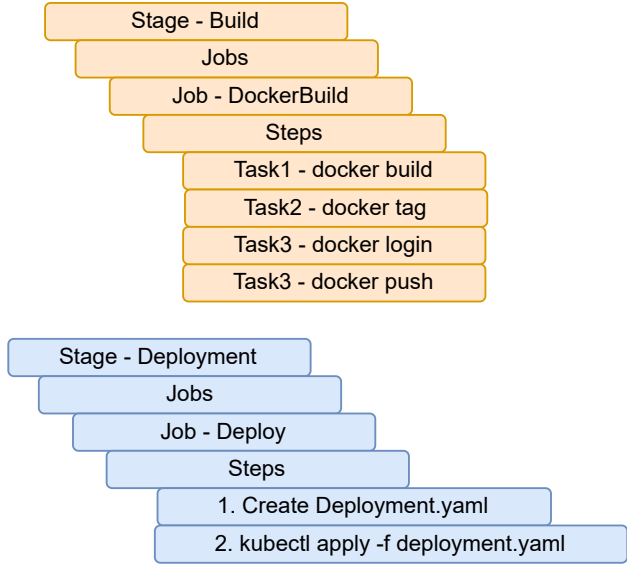 Stage - Build
Jobs
Job - DockerBuild
Steps
Task1 - docker build
Task2 - docker tag
Task3 - docker login
Task3 - docker push
Stage - Deployment
Jobs
Job - Deploy
Steps
1. Create Deployment.yaml
2. kubectl apply -f deployment.yaml